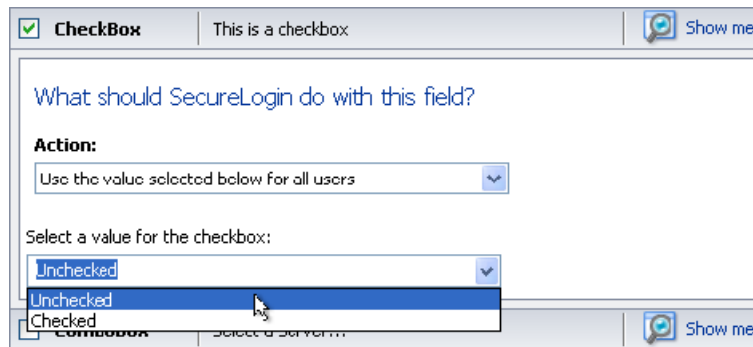 CheckBox This is a checkbox Show me
What should SecureLogin do with this field?
Action:
Use the value selected below for all users
Select a value for the checkbox:
Unchecked
Unchecked
Checked
Show me